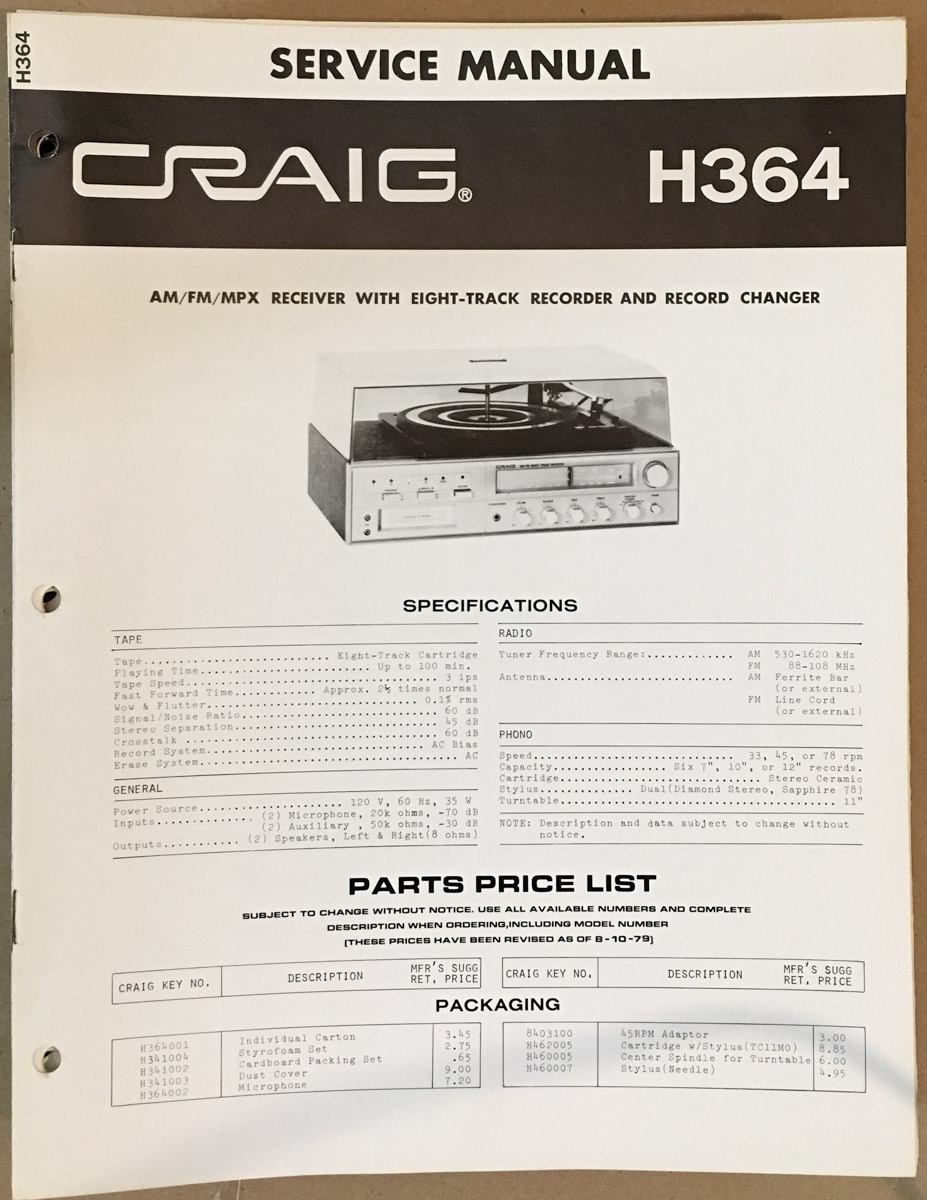 H364
SERVICE MANUAL
CRAIG® H364
AM/FM/MPX RECEIVER WITH EIGHT-TRACK RECORDER AND RECORD CHANGER
CRAIG
SPECIFICATIONS
TAPE
Tape.......................... Eight-Track Cartridge
Playing Time.......................... Up to 100 min.
Tape Speed.......................... 3 ips
Fast Forward Time............ Approx. 2½ times normal
Wow & Flutter.......................... 0.1% rms
Signal/Noise Ratio.......................... 60 dB
Stereo Separation.......................... 45 dB
Crosstalk .......................... 60 dB
Record System.......................... AC Bias
Erase System.......................... AC
GENERAL
Power Source.................... 120 V, 60 Hz, 35 W
Inputs............. (2) Microphone, 20k ohms, -70 dB
(2) Auxiliary , 50k ohms, -30 dB
Outputs........... (2) Speakers, Left & Right(8 ohms)
RADIO
Tuner Frequency Range:............. AM 530-1620 kHz
FM 88-108 MHz
Antenna............................ AM Ferrite Bar
(or external)
FM Line Cord
(or external)
PHONO
Speed.............................. 33, 45, or 78 rpm
Capacity................ Six 7", 10", or 12" records.
Cartridge.............................. Stereo Ceramic
Stylus............ Dual(Diamond Stereo, Sapphire 78)
Turntable.......................................... 11"
NOTE: Description and data subject to change without
notice.
PARTS PRICE LIST
SUBJECT TO CHANGE WITHOUT NOTICE. USE ALL AVAILABLE NUMBERS AND COMPLETE
DESCRIPTION WHEN ORDERING,INCLUDING MODEL NUMBER
(THESE PRICES HAVE BEEN REVISED AS OF 8-10-79)
CRAIG KEY NO. DESCRIPTION MFR'S SUGG RET. PRICE
CRAIG KEY NO. DESCRIPTION MFR'S SUGG RET. PRICE
PACKAGING
H364001 Individual Carton 3.45
H341004 Styrofoam Set 2.75
H341002 Cardboard Packing Set .65
H341003 Dust Cover 9.00
H364002 Microphone 7.20
8403100 45RPM Adaptor 3.00
H462005 Cartridge w/Stylus(TC11MO) 8.85
H460005 Center Spindle for Turntable 6.00
H460007 Stylus(Needle) 4.95